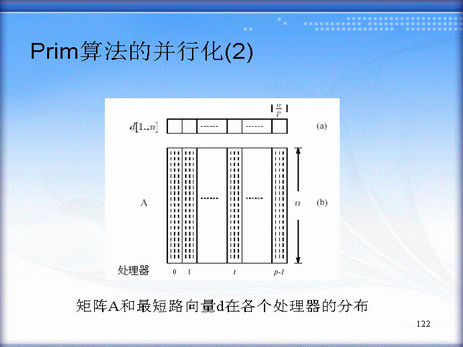 Prim算法的并行化(2)
n
p
d[1..n] (a)
A n (b)
处理器 0 1 i p-1
矩阵A和最短路向量d在各个处理器的分布
122